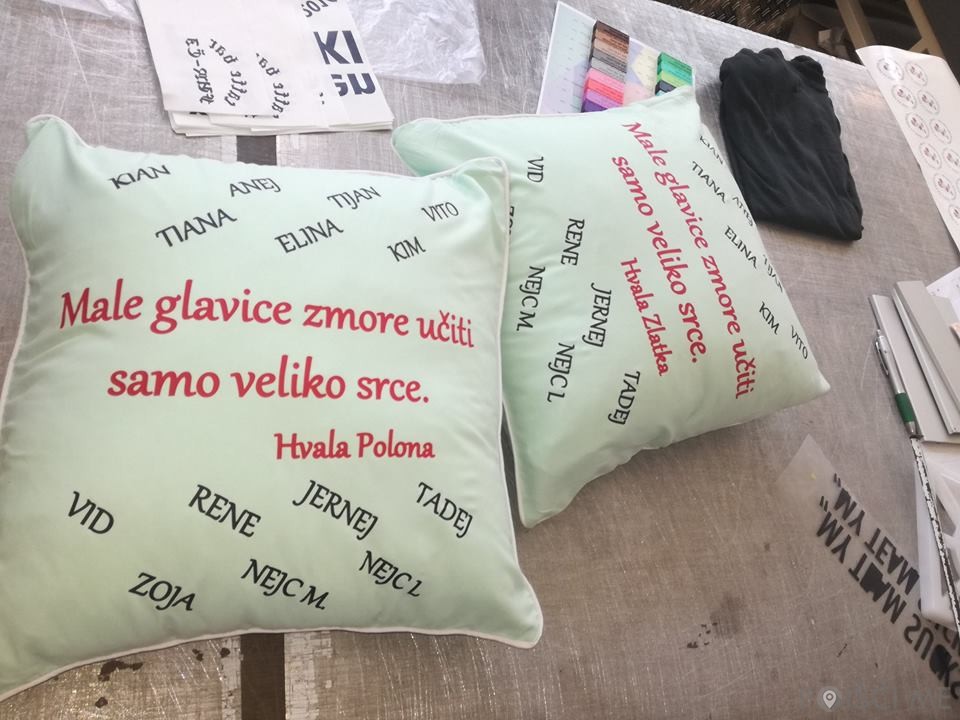 KIAN
ANEJ
TIJAN
VITO
TIANA
ELINA
KIM
Male glavice zmore učiti
samo veliko srce.
Hvala Polona
VID
RENE
JERNEJ
TADEJ
ZOJA
NEJC M.
NEJC L
KIAN
TIANA
ANEJ
ELINA
TIJAN
KIM
VITO
Male glavice zmore učiti
samo veliko srce.
Hvala Zlatka
VID
RENE
JERNEJ
TADEJ
NEJC M.
NEJC L
KI